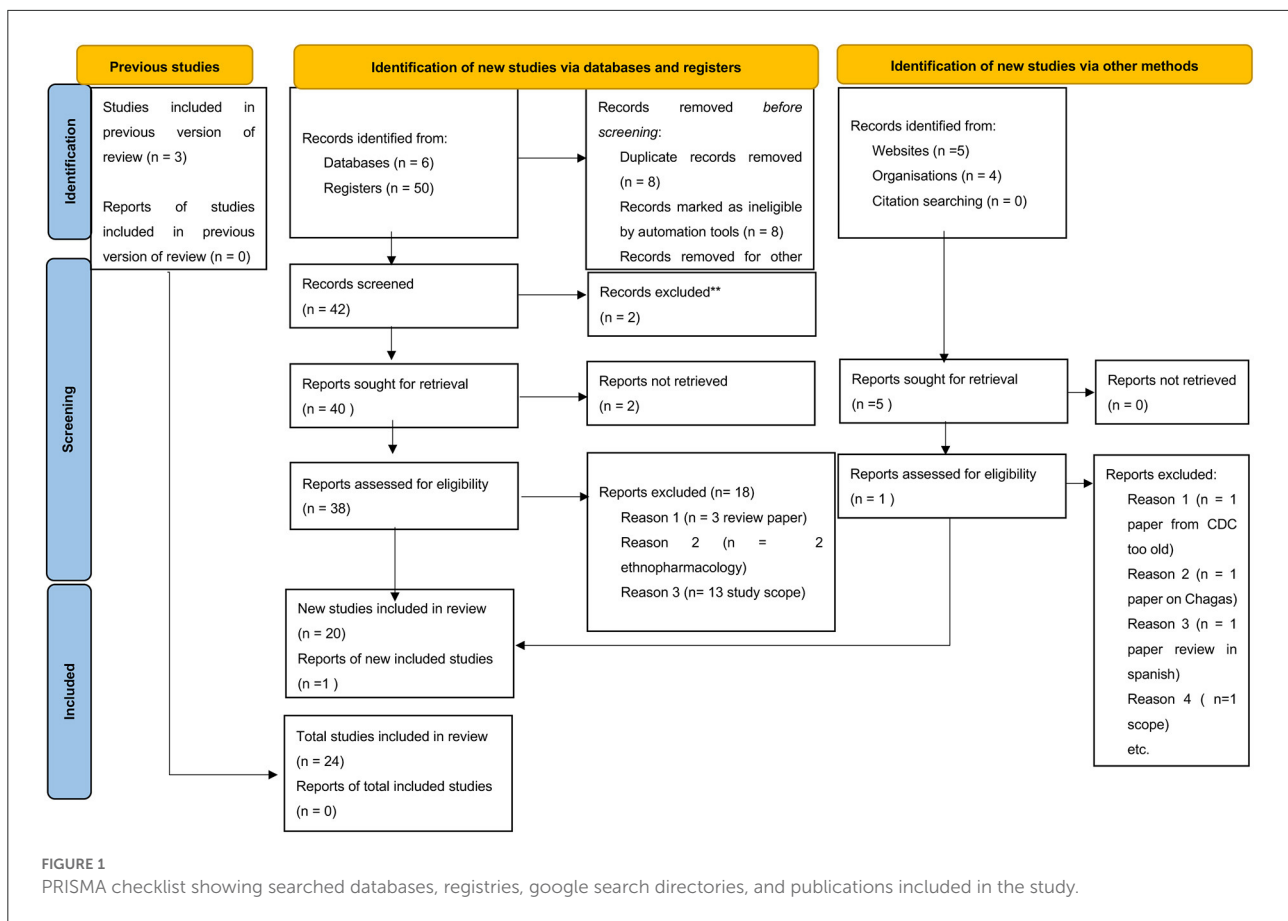 Previous studies
Identification of new studies via databases and registers
Identification of new studies via other methods
Identification
Studies included in
previous version of
review (n = 3)
Reports of studies
included in previous
version of review (n = 0)
Records identified from:
Databases (n = 6)
Registers (n = 50)
Records removed before
screening:
Duplicate records removed
(n = 8)
Records marked as ineligible
by automation tools (n = 8)
Records removed for other
Records identified from:
Websites (n =5)
Organisations (n = 4)
Citation searching (n = 0)
Screening
Records screened
(n = 42)
Records excluded**
(n = 2)
Reports sought for retrieval
(n = 40 )
Reports not retrieved
(n = 2)
Reports sought for retrieval
(n =5 )
Reports not retrieved
(n = 0)
Reports assessed for eligibility
(n = 38)
Reports excluded (n= 18)
Reason 1 (n = 3 review paper)
Reason 2 (n = 2
ethnopharmacology)
Reason 3 (n= 13 study scope)
Reports assessed for eligibility
(n = 1 )
Reports excluded:
Reason 1 (n = 1
paper from CDC
too old)
Reason 2 (n = 1
paper on Chagas)
Reason 3 (n = 1
paper review in
spanish)
Reason 4 ( n=1
scope)
etc.
Included
New studies included in review
(n = 20)
Reports of new included studies
(n =1 )
Total studies included in review
(n = 24)
Reports of total included studies
(n = 0)
FIGURE 1
PRISMA checklist showing searched databases, registries, google search directories, and publications included in the study.